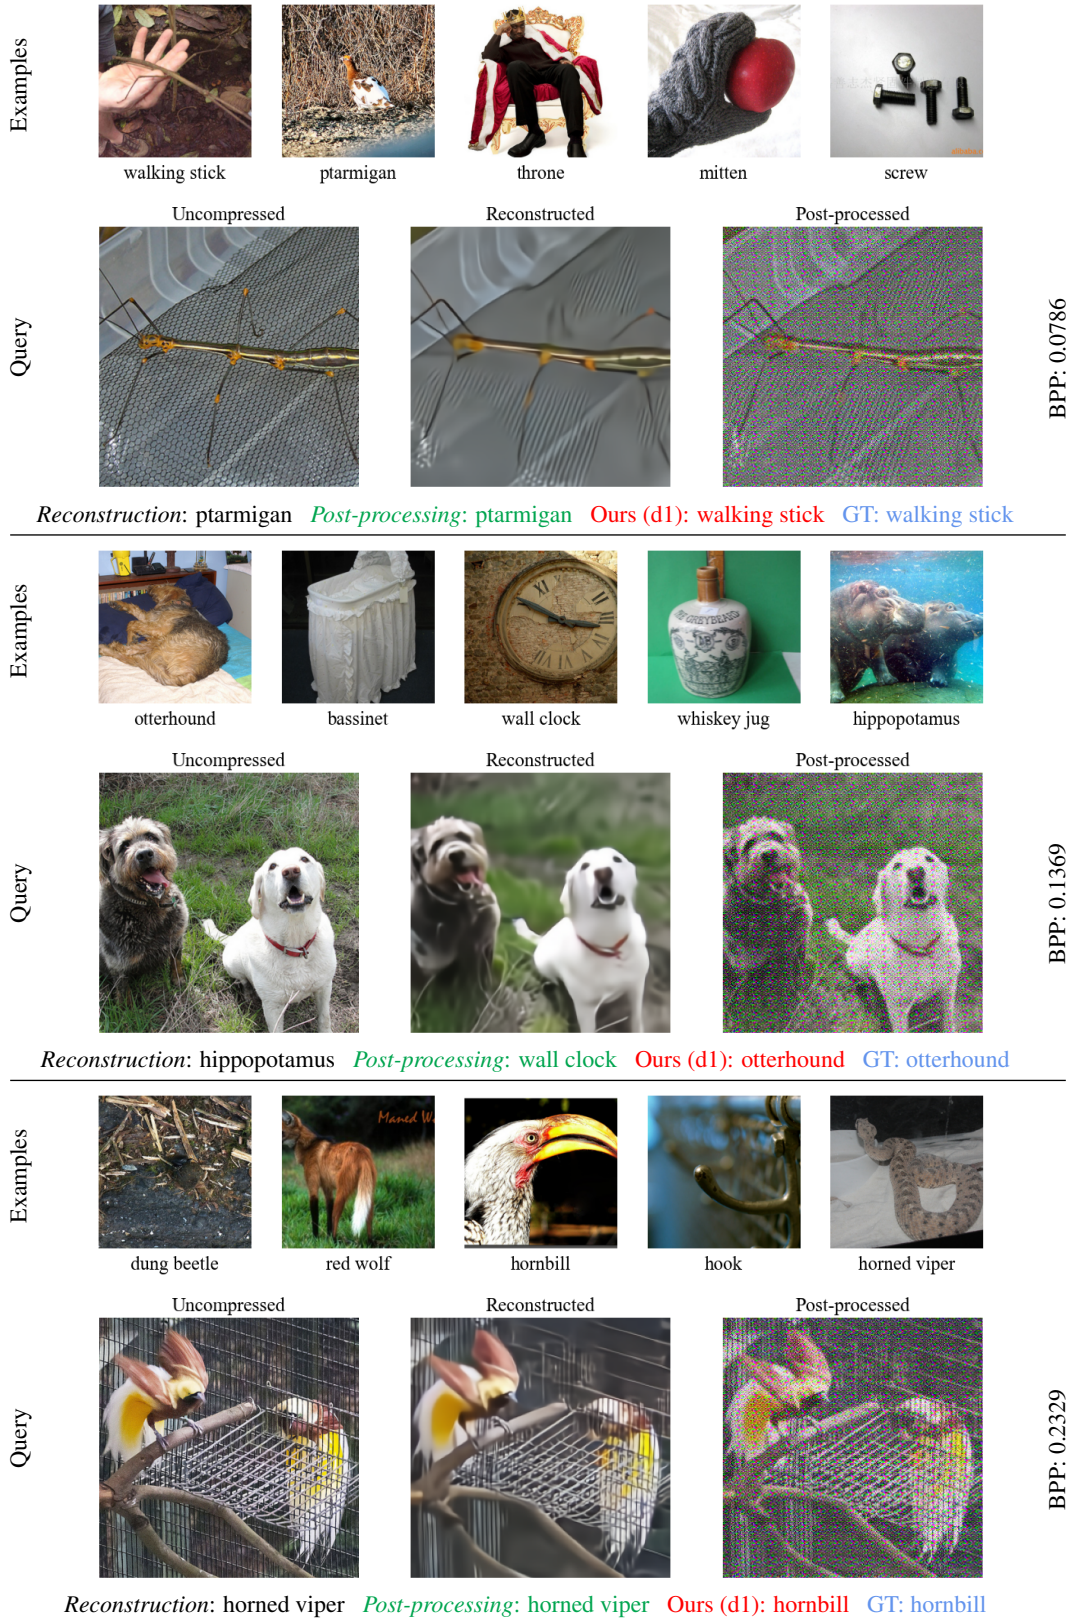 Examples
walking stick
ptarmigan
throne
mitten
screw
Uncompressed
Reconstructed
Post-processed
Query
BPP: 0.0786
Reconstruction: ptarmigan Post-processing: ptarmigan Ours (d1): walking stick GT: walking stick
Examples
otterhound
bassinet
wall clock
whiskey jug
hippopotamus
Uncompressed
Reconstructed
Post-processed
Query
BPP: 0.1369
Reconstruction: hippopotamus Post-processing: wall clock Ours (d1): otterhound GT: otterhound
Examples
Maned
dung beetle
red wolf
hornbill
hook
horned viper
Uncompressed
Reconstructed
Post-processed
Query
BPP: 0.2329
Reconstruction: horned viper Post-processing: horned viper Ours (d1): hornbill GT: hornbill